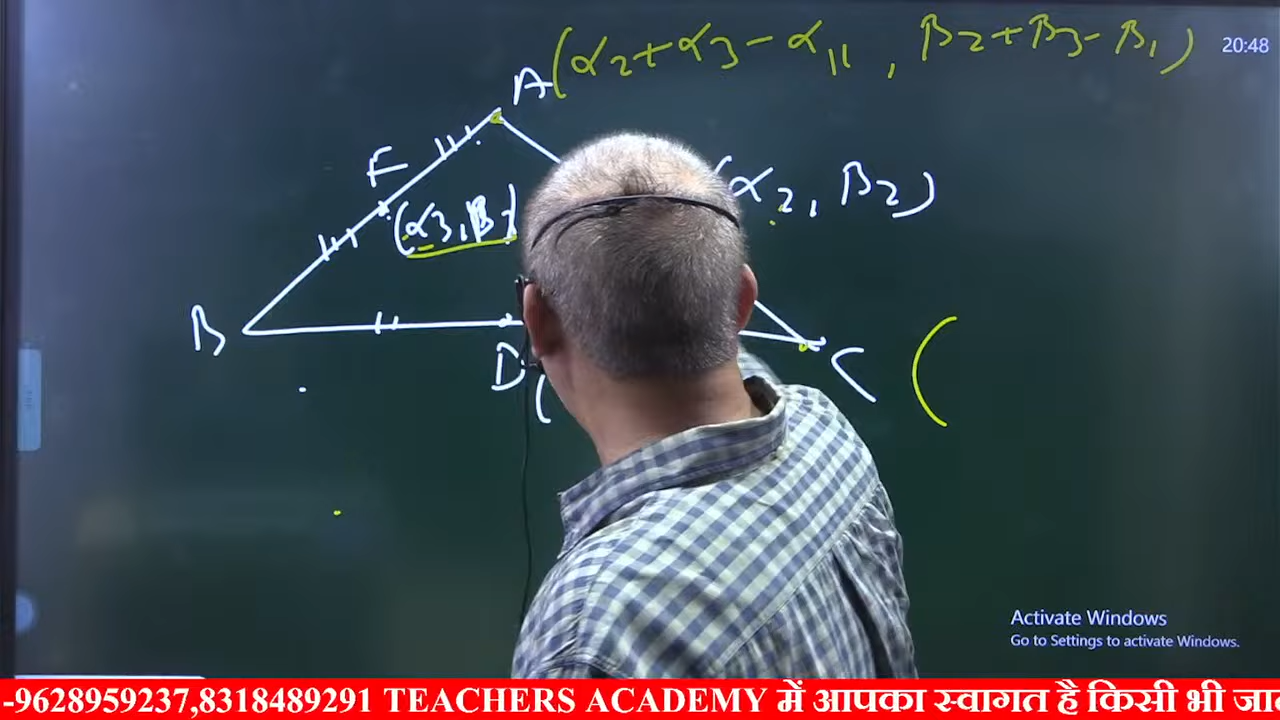 A (α2+α3-α11, β2+β3-β1)
20:48
F
(α2, β2)
(α3, β3)
B
D (
C (
Activate Windows
Go to Settings to activate Windows.
-9628959237,8318489291 TEACHERS ACADEMY में आपका स्वागत है किसी भी